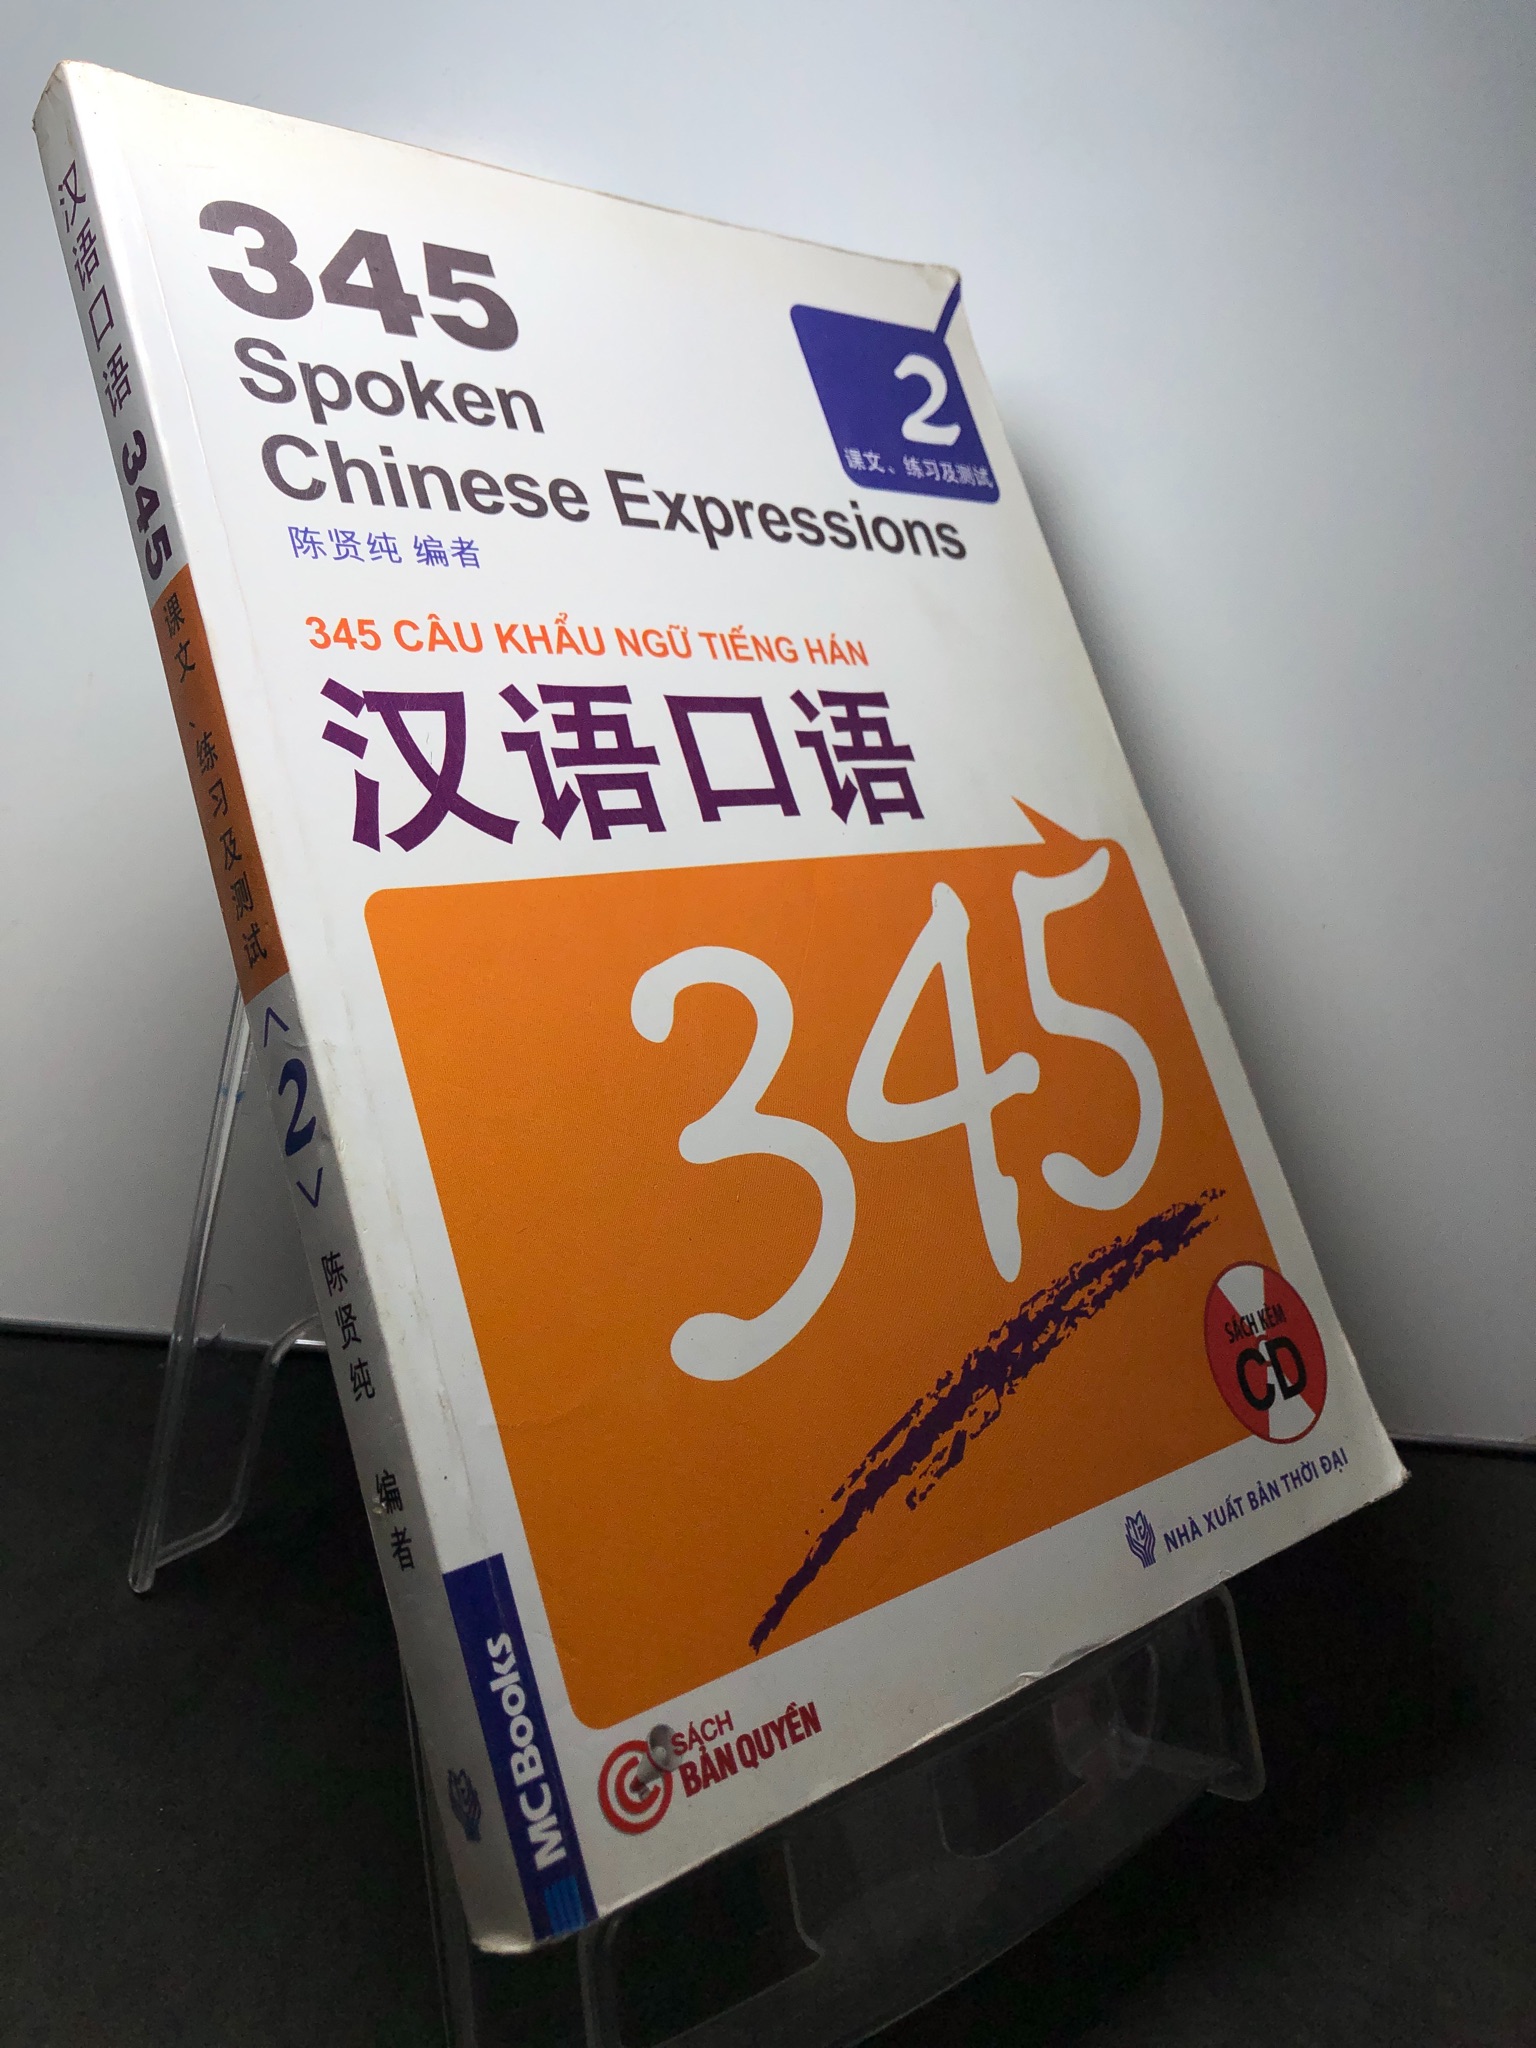 345
Spoken
Chinese Expressions
2
课文、练习及测试
陈贤纯 编者
345 CÂU KHẨU NGỮ TIẾNG HÁN
汉语口语
345
SÁCH KÈM
CD
NHÀ XUẤT BẢN THỜI ĐẠI
C
SÁCH
BẢN QUYỀN
汉语口语 345
课文、练习及测试
<2>
陈贤纯 编者
MCBooks